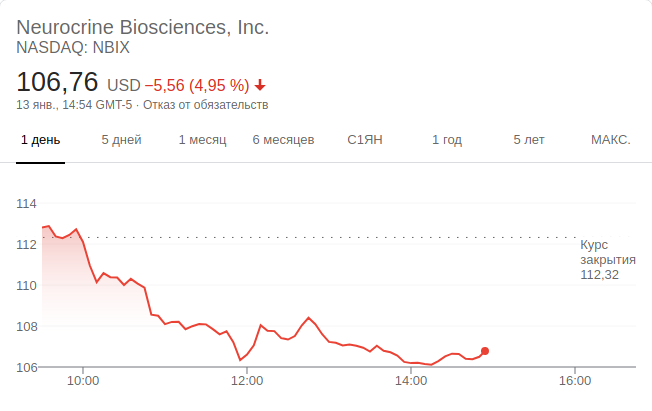 Neurocrine Biosciences, Inc.
NASDAQ: NBIX
106,76 USD −5,56 (4,95 %)
13 янв., 14:54 GMT-5 · Отказ от обязательств
1 день 5 дней 1 месяц 6 месяцев С1ЯН 1 год 5 лет МАКС.
114
112
110
108
106
Курс
закрытия
112,32
10:00 12:00 14:00 16:00